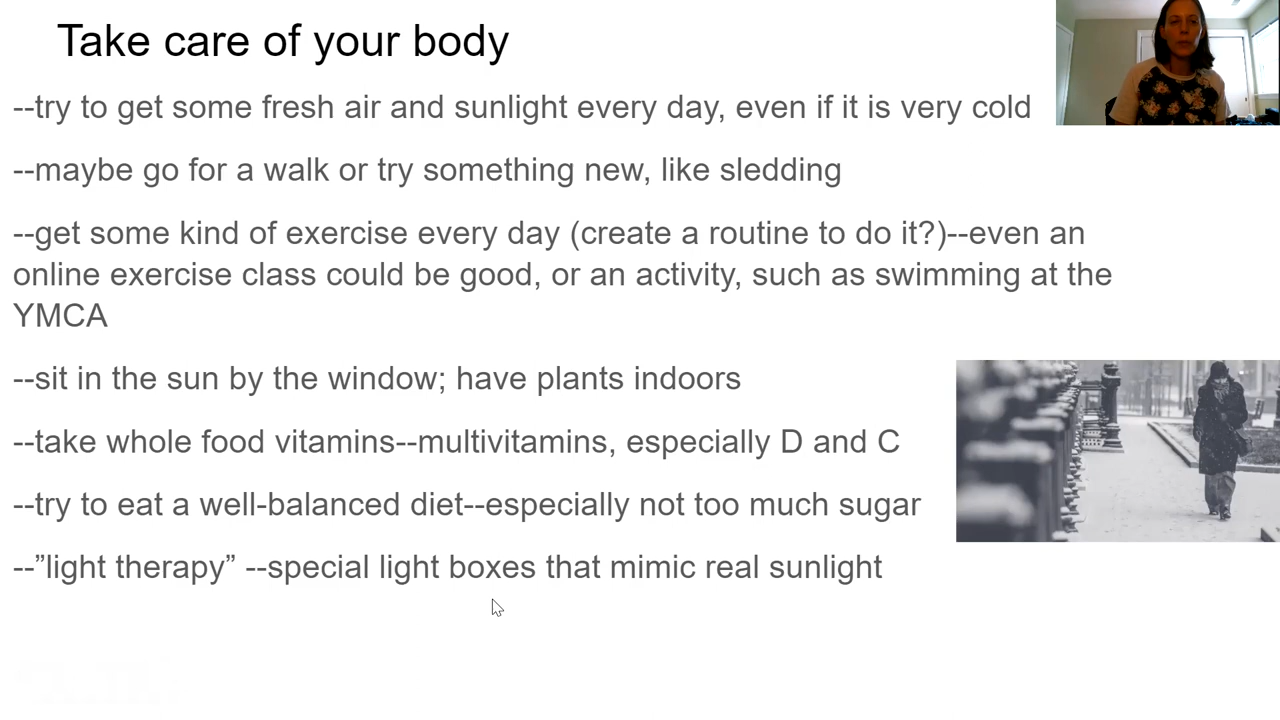 Take care of your body
--try to get some fresh air and sunlight every day, even if it is very cold
--maybe go for a walk or try something new, like sledding
--get some kind of exercise every day (create a routine to do it?)--even an
online exercise class could be good, or an activity, such as swimming at the
YMCA
--sit in the sun by the window; have plants indoors
--take whole food vitamins--multivitamins, especially D and C
--try to eat a well-balanced diet--especially not too much sugar
--”light therapy” --special light boxes that mimic real sunlight